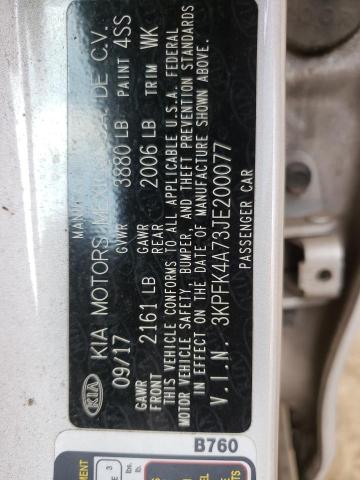 MANU
KIA KIA MOTORS MEXICO S.A. DE C.V.
09/17 GVWR 3880 LB PAINT 4SS
GAWR FRONT 2161 LB GAWR REAR 2006 LB TRIM WK
THIS VEHICLE CONFORMS TO ALL APPLICABLE U.S.A. FEDERAL
MOTOR VEHICLE SAFETY, BUMPER, AND THEFT PREVENTION STANDARDS
IN EFFECT ON THE DATE OF MANUFACTURE SHOWN ABOVE.
V.I.N. 3KPFK4A73JE200077
PASSENGER CAR
B760
3